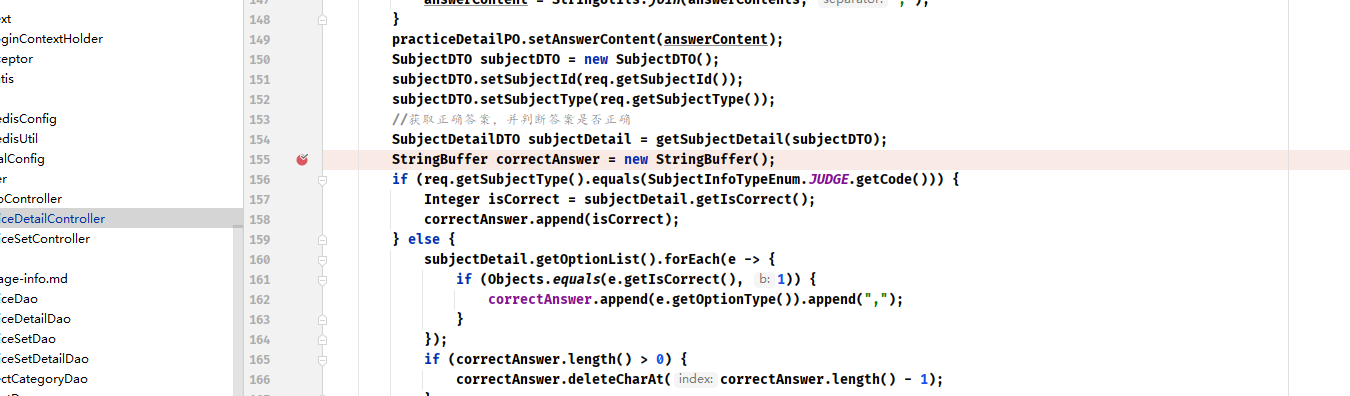 147 answerContent = StringUtils.join(answerContents, separator: ",");
148 }
149 practiceDetailPO.setAnswerContent(answerContent);
150 SubjectDTO subjectDTO = new SubjectDTO();
151 subjectDTO.setSubjectId(req.getSubjectId());
152 subjectDTO.setSubjectType(req.getSubjectType());
153 //获取正确答案，并判断答案是否正确
154 SubjectDetailDTO subjectDetail = getSubjectDetail(subjectDTO);
155 StringBuffer correctAnswer = new StringBuffer();
156 if (req.getSubjectType().equals(SubjectInfoTypeEnum.JUDGE.getCode())) {
157 Integer isCorrect = subjectDetail.getIsCorrect();
158 correctAnswer.append(isCorrect);
159 } else {
160 subjectDetail.getOptionList().forEach(e -> {
161 if (Objects.equals(e.getIsCorrect(), b: 1)) {
162 correctAnswer.append(e.getOptionType()).append(",");
163 }
164 });
165 if (correctAnswer.length() > 0) {
166 correctAnswer.deleteCharAt( index: correctAnswer.length() - 1);
ext
oginContextHolder
ceptor
tis
edisConfig
edisUtil
alConfig
er
oController
iceDetailController
iceSetController
age-info.md
iceDao
iceDetailDao
iceSetDao
iceSetDetailDao
ectCategoryDao